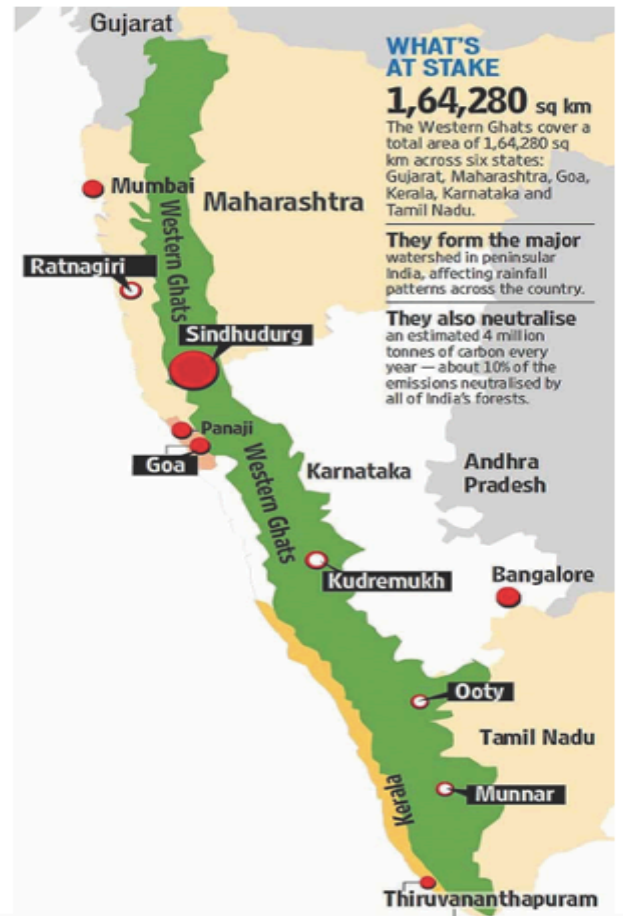 Gujarat
WHAT'S
AT STAKE
1,64,280 sq km
The Western Ghats cover a
total area of 1,64,280 sq
km across six states:
Gujarat, Maharashtra, Goa,
Kerala, Karnataka and
Tamil Nadu.
They form the major
watershed in peninsular
India, affecting rainfall
patterns across the country.
They also neutralise
an estimated 4 million
tonnes of carbon every
year — about 10% of the
emissions neutralised by
all of India's forests.
Mumbai
Maharashtra
Western Ghats
Ratnagiri
Sindhudurg
Panaji
Goa
Western Ghats
Karnataka
Andhra
Pradesh
Kudremukh
Bangalore
Ooty
Tamil Nadu
Munnar
Kerala
Thiruvananthapuram